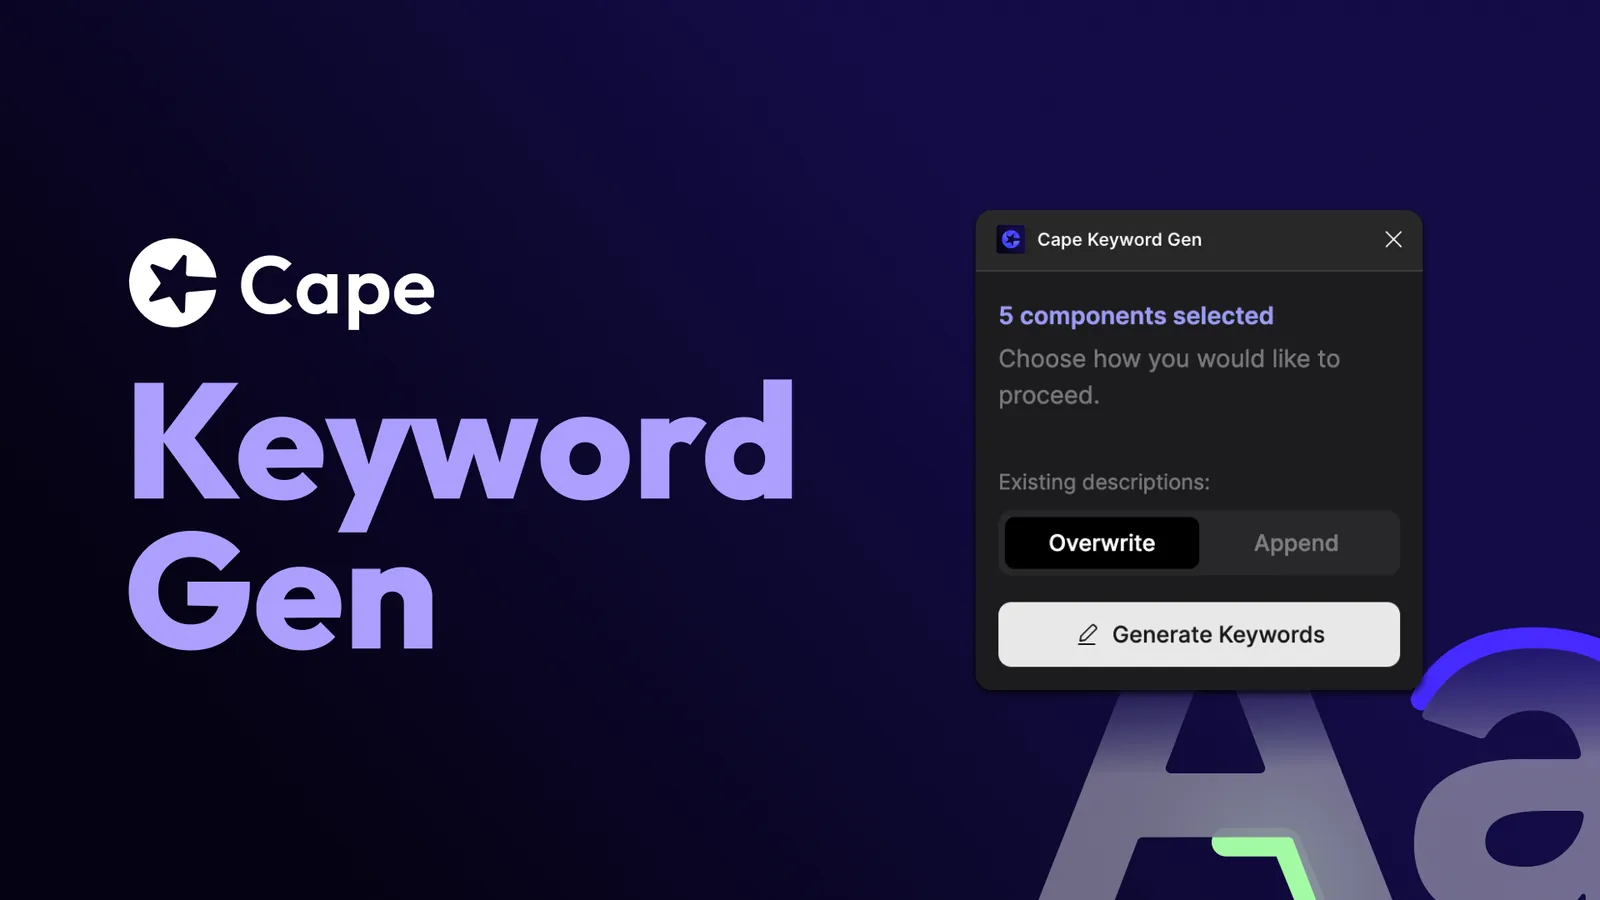 Cape
Keyword
Gen
Cape Keyword Gen
5 components selected
Choose how you would like to
proceed.
Existing descriptions:
Overwrite
Append
Generate Keywords
Aa